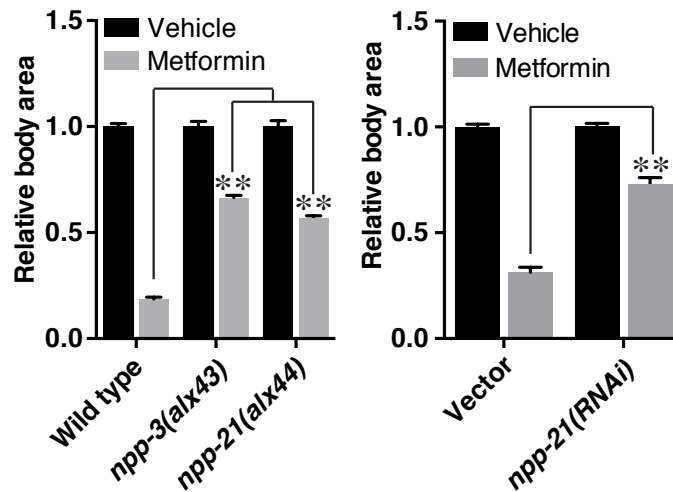 Vehicle
Metformin
Relative body area
1.5
1.0
0.5
0.0
**
**
Wild type
npp-3(alx43)
npp-21(alx44)
Vehicle
Metformin
Relative body area
1.5
1.0
0.5
0.0
**
Vector
npp-21(RNAi)